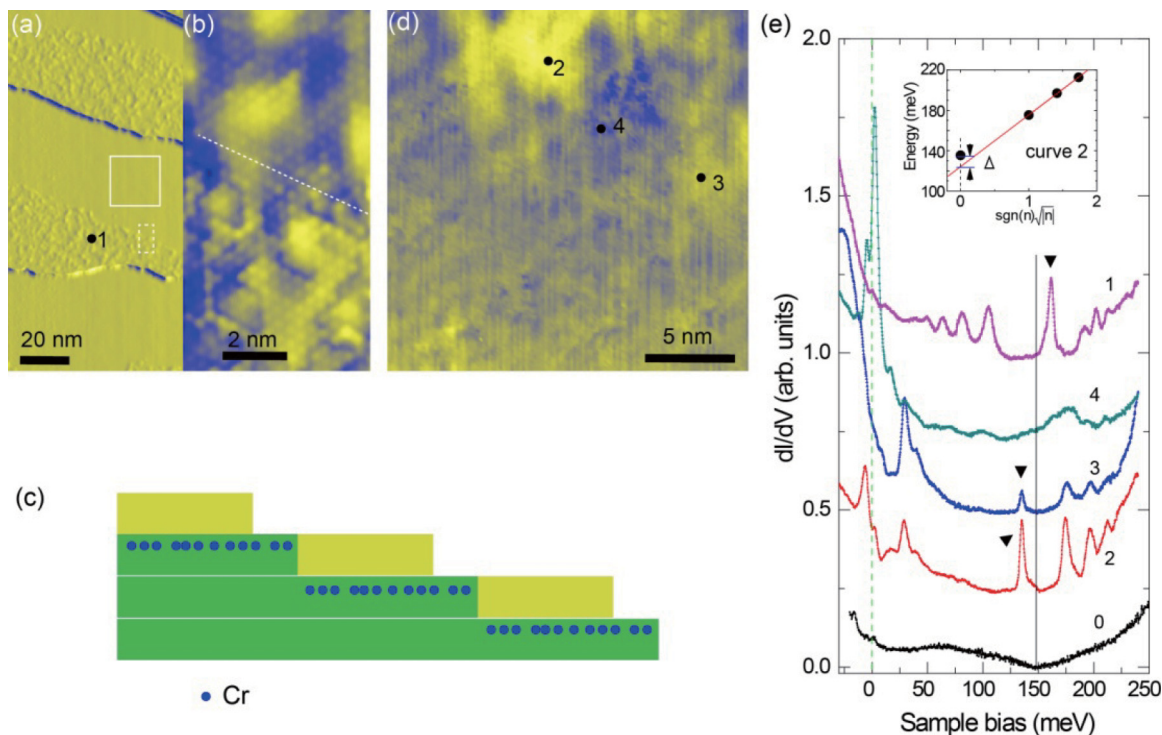 (a)
1
20 nm
(b)
2 nm
(d)
2
4
3
5 nm
(c)
Cr
(e)
dI/dV (arb. units)
2.0
1.5
1.0
0.5
0.0
0
50
100
150
200
250
Sample bias (meV)
1
4
3
2
0
Energy (meV)
220
180
140
100
0
1
2
sgn(n)√|n|
Δ
curve 2